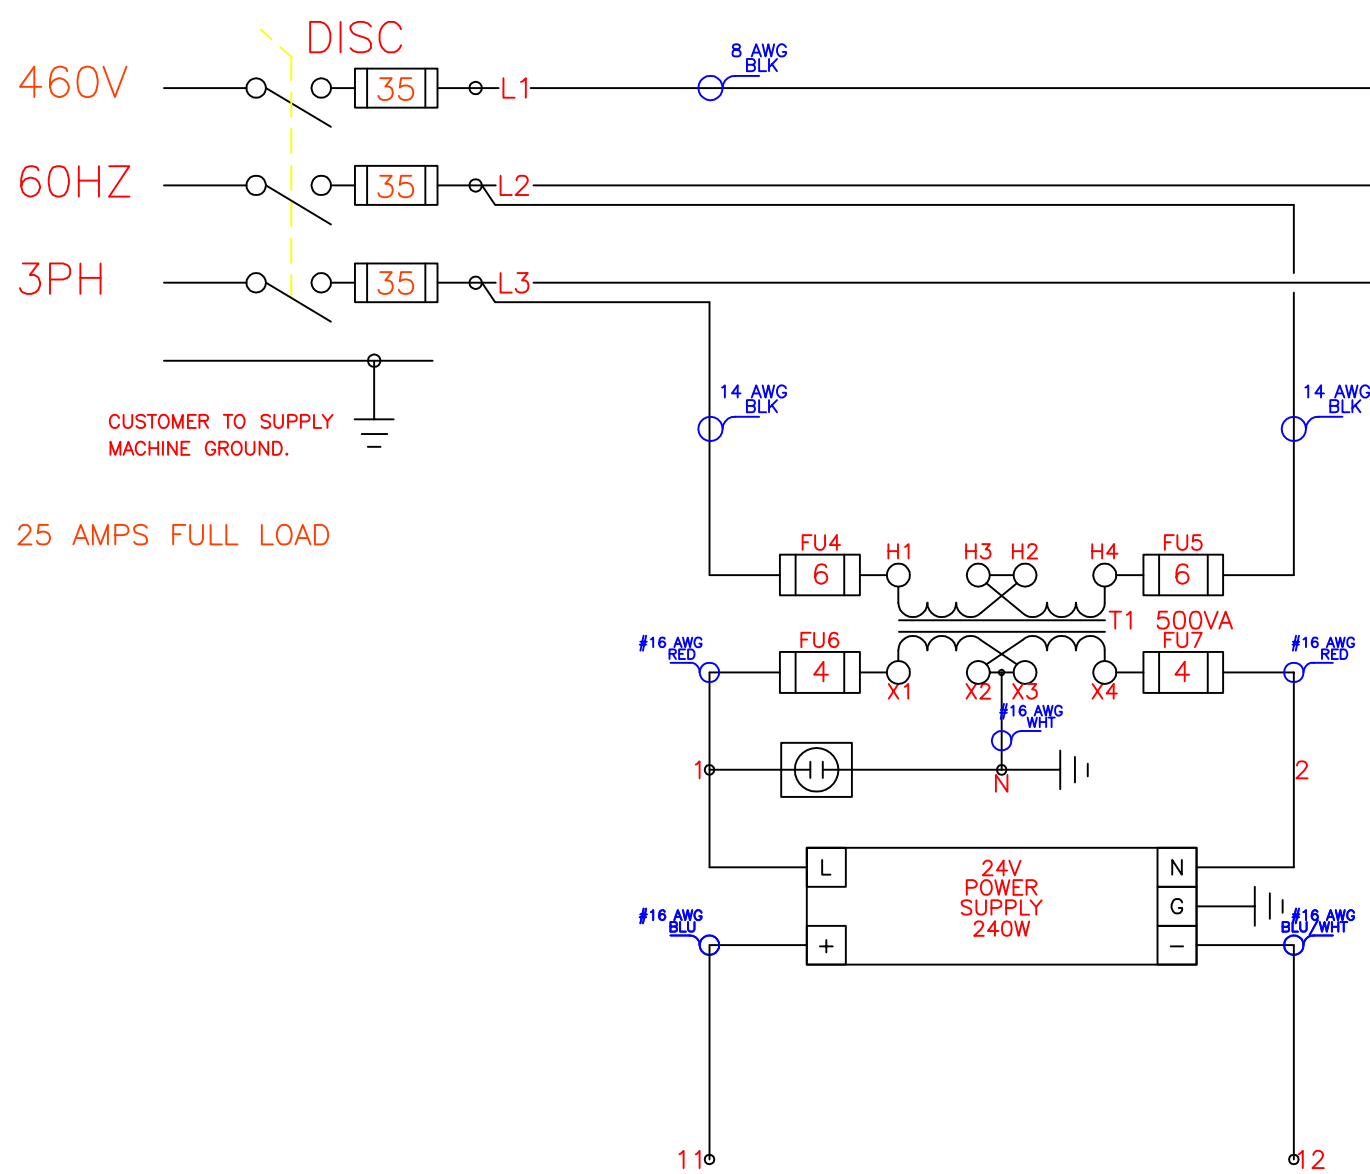 DISC
460V
35
L1
8 AWG
BLK
60HZ
35
L2
3PH
35
L3
CUSTOMER TO SUPPLY
MACHINE GROUND.
14 AWG
BLK
14 AWG
BLK
25 AMPS FULL LOAD
FU4
6
H1
H3
H2
H4
FU5
6
T1 500VA
#16 AWG
RED
FU6
4
X1
X2
X3
X4
FU7
4
#16 AWG
RED
#16 AWG
WHT
1
N
2
L
24V
POWER
SUPPLY
240W
N
G
+
−
#16 AWG
BLU
#16 AWG
BLU/WHT
11
12